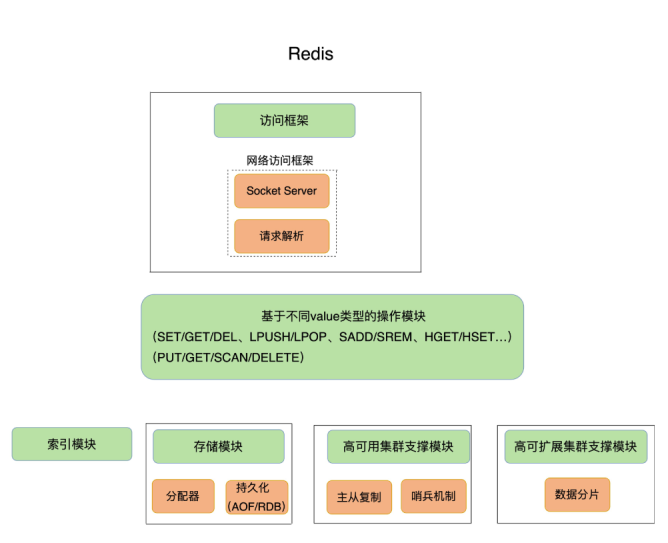 Redis
访问框架
网络访问框架
Socket Server
请求解析
基于不同value类型的操作模块
（SET/GET/DEL、LPUSH/LPOP、SADD/SREM、HGET/HSET...）
（PUT/GET/SCAN/DELETE）
索引模块
存储模块
分配器
持久化
（AOF/RDB）
高可用集群支撑模块
主从复制
哨兵机制
高可扩展集群支撑模块
数据分片